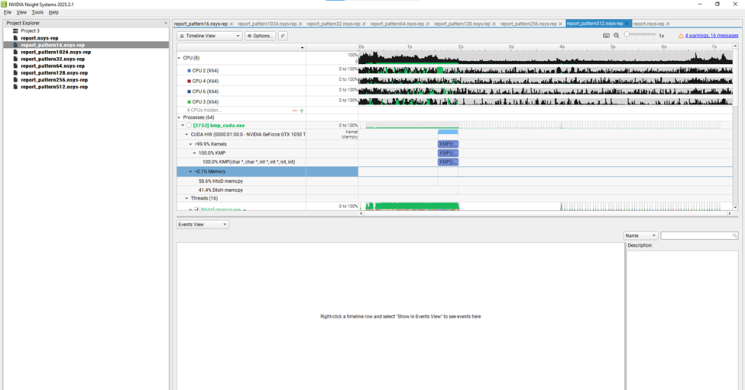 NVIDIA Nsight Systems 2025.3.1
File View Tools Help
Project Explorer
Project 3
report.nsys-rep
report_pattern16.nsys-rep
report_pattern1024.nsys-rep
report_pattern32.nsys-rep
report_pattern64.nsys-rep
report_pattern128.nsys-rep
report_pattern256.nsys-rep
report_pattern512.nsys-rep
report_pattern16.nsys-rep report_pattern1024.nsys-rep report_pattern32.nsys-rep report_pattern64.nsys-rep report_pattern128.nsys-rep report_pattern256.nsys-rep report_pattern512.nsys-rep report.nsys-rep
Timeline View Options... 1x 4 warnings, 16 messages
0s 1s 2s 3s 4s 5s 6s 7s
CPU (8) 100% 0
CPU 2 (X64) 0 to 100%
CPU 4 (X64) 0 to 100%
CPU 6 (X64) 0 to 100%
CPU 3 (X64) 0 to 100%
4 CPUs hidden... − +
Processes (64)
kmp_cuda.exe 0 to 100%
CUDA HW (0000:01:00.0 - NVIDIA GeForce GTX 1050 T Kernel Memory
>99.9% Kernels KMP(c...
100.0% KMP KMP(c...
100.0% KMP(char *, char *, int *, int *, int, int) KMP(c...
<0.1% Memory
58.6% HtoD memcpy
41.4% DtoH memcpy
Threads (16)
0 to 100%
Events View
Name
Description:
Right-click a timeline row and select "Show in Events View" to see events here